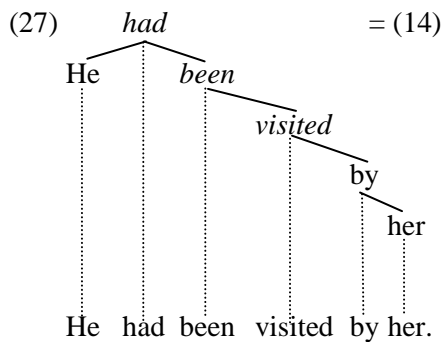 (27) had = (14)
He been
visited
by
her
He had been visited by her.